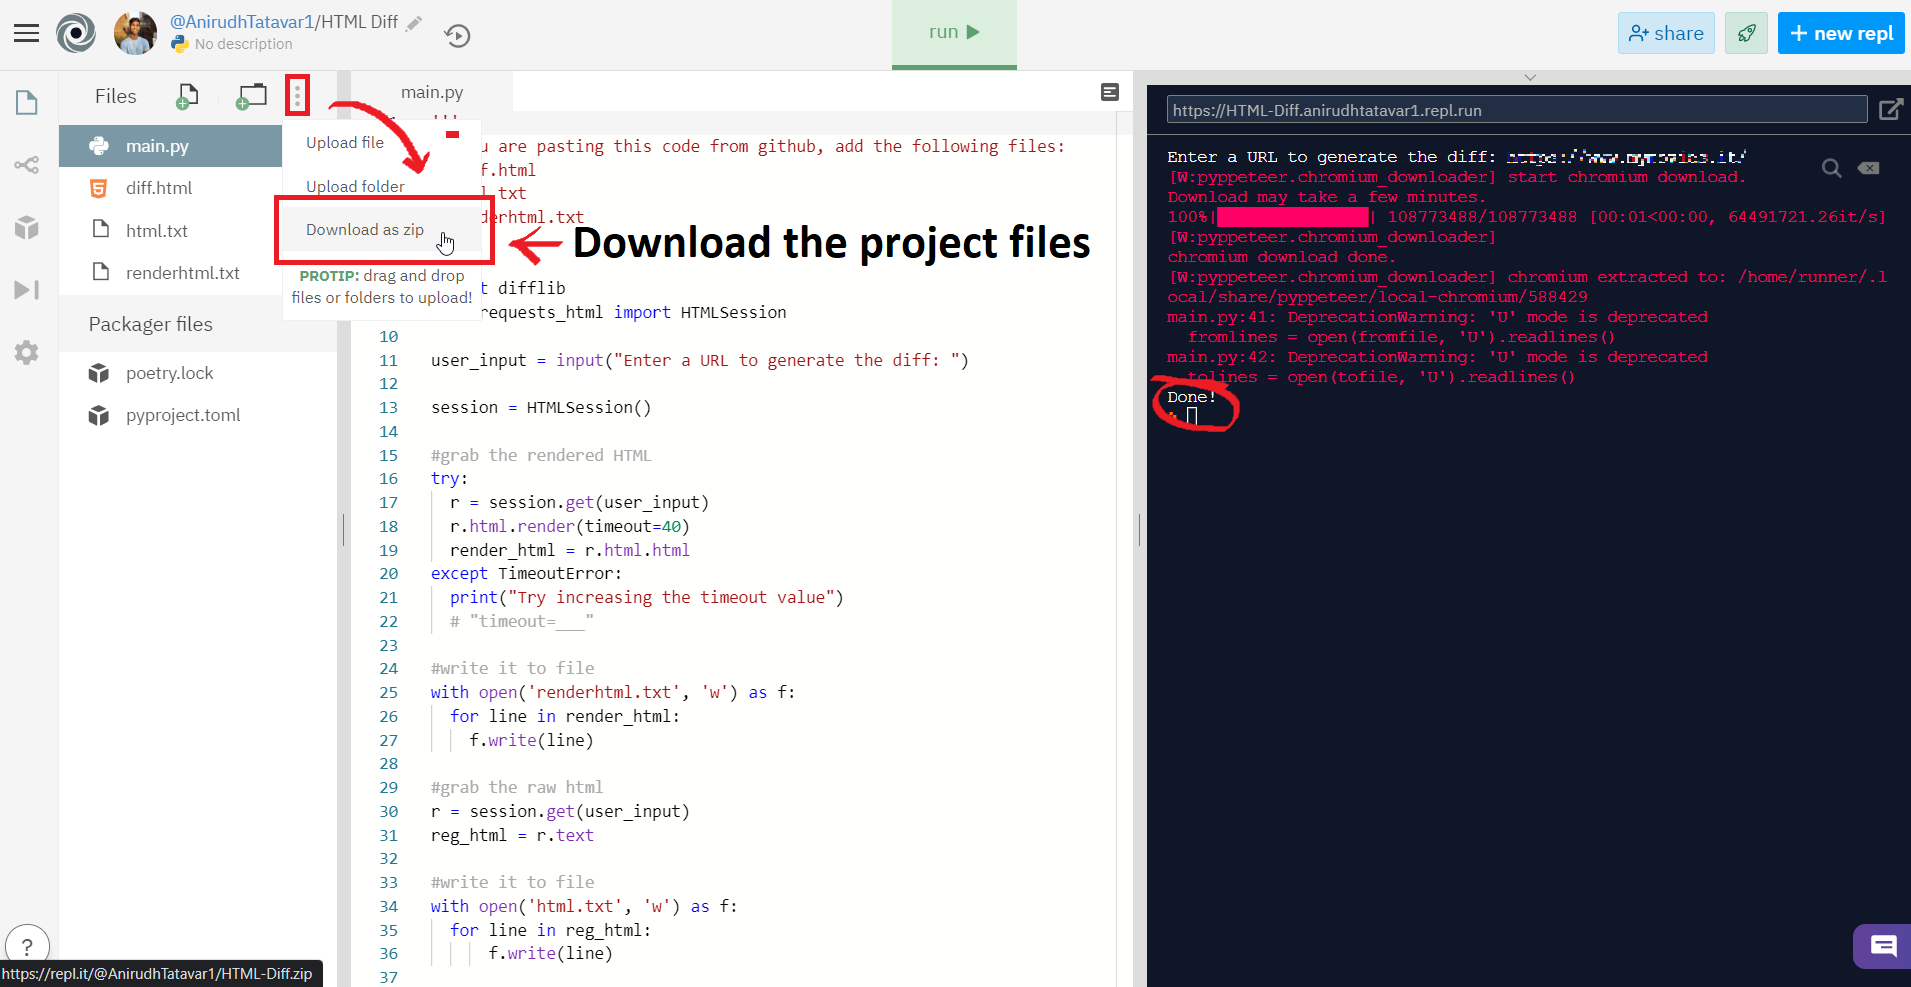 @AnirudhTatavar1/HTML Diff
No description
run
share
+ new repl
Files
main.py
diff.html
html.txt
renderhtml.txt
Packager files
poetry.lock
pyproject.toml
?
https://repl.it/@AnirudhTatavar1/HTML-Diff.zip
Upload file
Upload folder
Download as zip
PROTIP: drag and drop
files or folders to upload!
Download the project files
main.py
'''
u are pasting this code from github, add the following files:
f.html
l.txt
derhtml.txt
t difflib
requests_html import HTMLSession
10
11 user_input = input("Enter a URL to generate the diff: ")
12
13 session = HTMLSession()
14
15 #grab the rendered HTML
16 try:
17 r = session.get(user_input)
18 r.html.render(timeout=40)
19 render_html = r.html.html
20 except TimeoutError:
21 print("Try increasing the timeout value")
22 # "timeout=___"
23
24 #write it to file
25 with open('renderhtml.txt', 'w') as f:
26 for line in render_html:
27 f.write(line)
28
29 #grab the raw html
30 r = session.get(user_input)
31 reg_html = r.text
32
33 #write it to file
34 with open('html.txt', 'w') as f:
35 for line in reg_html:
36 f.write(line)
37
https://HTML-Diff.anirudhtatavar1.repl.run
Enter a URL to generate the diff:
[W:pyppeteer.chromium_downloader] start chromium download.
Download may take a few minutes.
100%| | 108773488/108773488 [00:01<00:00, 64491721.26it/s]
[W:pyppeteer.chromium_downloader]
chromium download done.
[W:pyppeteer.chromium_downloader] chromium extracted to: /home/runner/.l
ocal/share/pyppeteer/local-chromium/588429
main.py:41: DeprecationWarning: 'U' mode is deprecated
fromlines = open(fromfile, 'U').readlines()
main.py:42: DeprecationWarning: 'U' mode is deprecated
tolines = open(tofile, 'U').readlines()
Done!